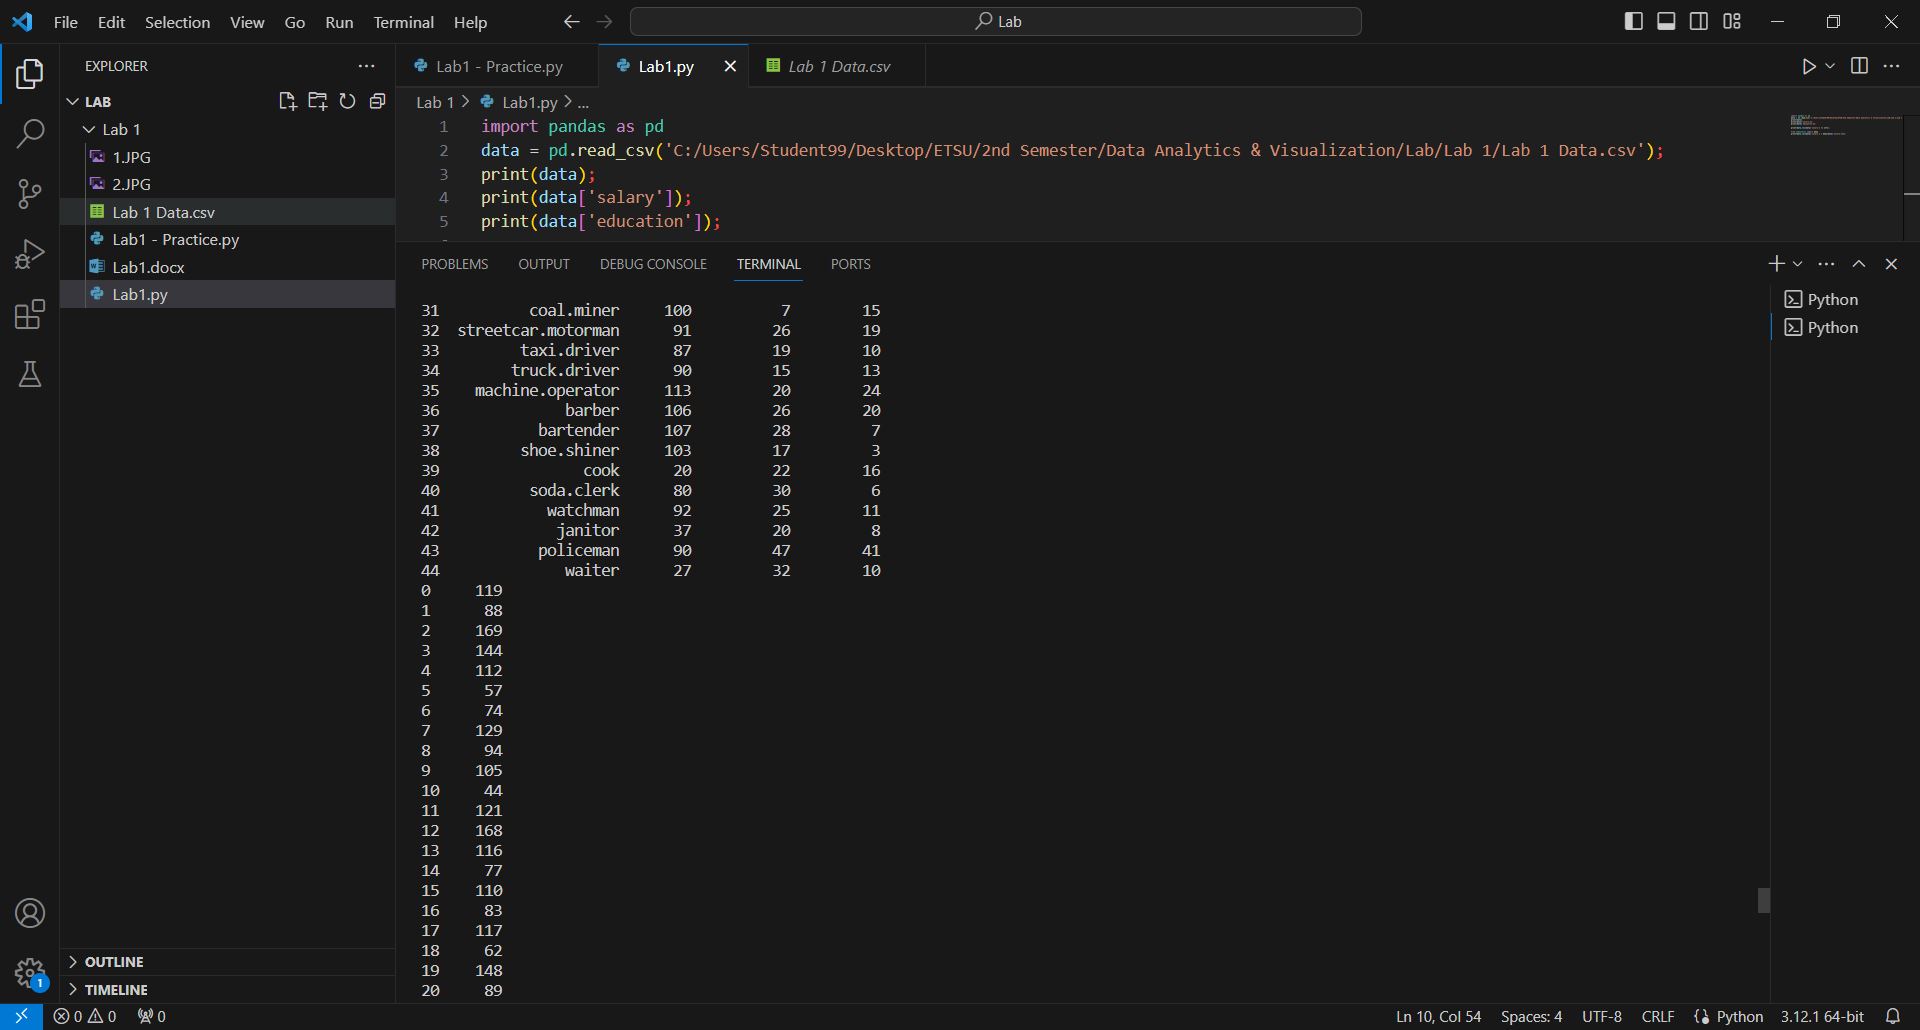 File Edit Selection View Go Run Terminal Help
Lab
EXPLORER
LAB
Lab 1
1.JPG
2.JPG
Lab 1 Data.csv
Lab1 - Practice.py
Lab1.docx
Lab1.py
OUTLINE
TIMELINE
Lab1 - Practice.py Lab1.py Lab 1 Data.csv
Lab 1 > Lab1.py > ...
1 import pandas as pd
2 data = pd.read_csv('C:/Users/Student99/Desktop/ETSU/2nd Semester/Data Analytics & Visualization/Lab/Lab 1/Lab 1 Data.csv');
3 print(data);
4 print(data['salary']);
5 print(data['education']);
PROBLEMS OUTPUT DEBUG CONSOLE TERMINAL PORTS
31 coal.miner 100 7 15
32 streetcar.motorman 91 26 19
33 taxi.driver 87 19 10
34 truck.driver 90 15 13
35 machine.operator 113 20 24
36 barber 106 26 20
37 bartender 107 28 7
38 shoe.shiner 103 17 3
39 cook 20 22 16
40 soda.clerk 80 30 6
41 watchman 92 25 11
42 janitor 37 20 8
43 policeman 90 47 41
44 waiter 27 32 10
0 119
1 88
2 169
3 144
4 112
5 57
6 74
7 129
8 94
9 105
10 44
11 121
12 168
13 116
14 77
15 110
16 83
17 117
18 62
19 148
20 89
Python
Python
1
0 0 0
Ln 10, Col 54 Spaces: 4 UTF-8 CRLF Python 3.12.1 64-bit